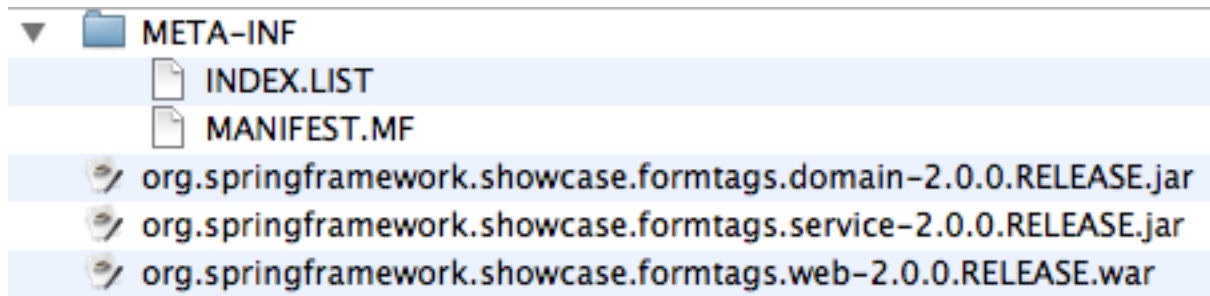 META-INF
INDEX.LIST
MANIFEST.MF
org.springframework.showcase.formtags.domain-2.0.0.RELEASE.jar
org.springframework.showcase.formtags.service-2.0.0.RELEASE.jar
org.springframework.showcase.formtags.web-2.0.0.RELEASE.war